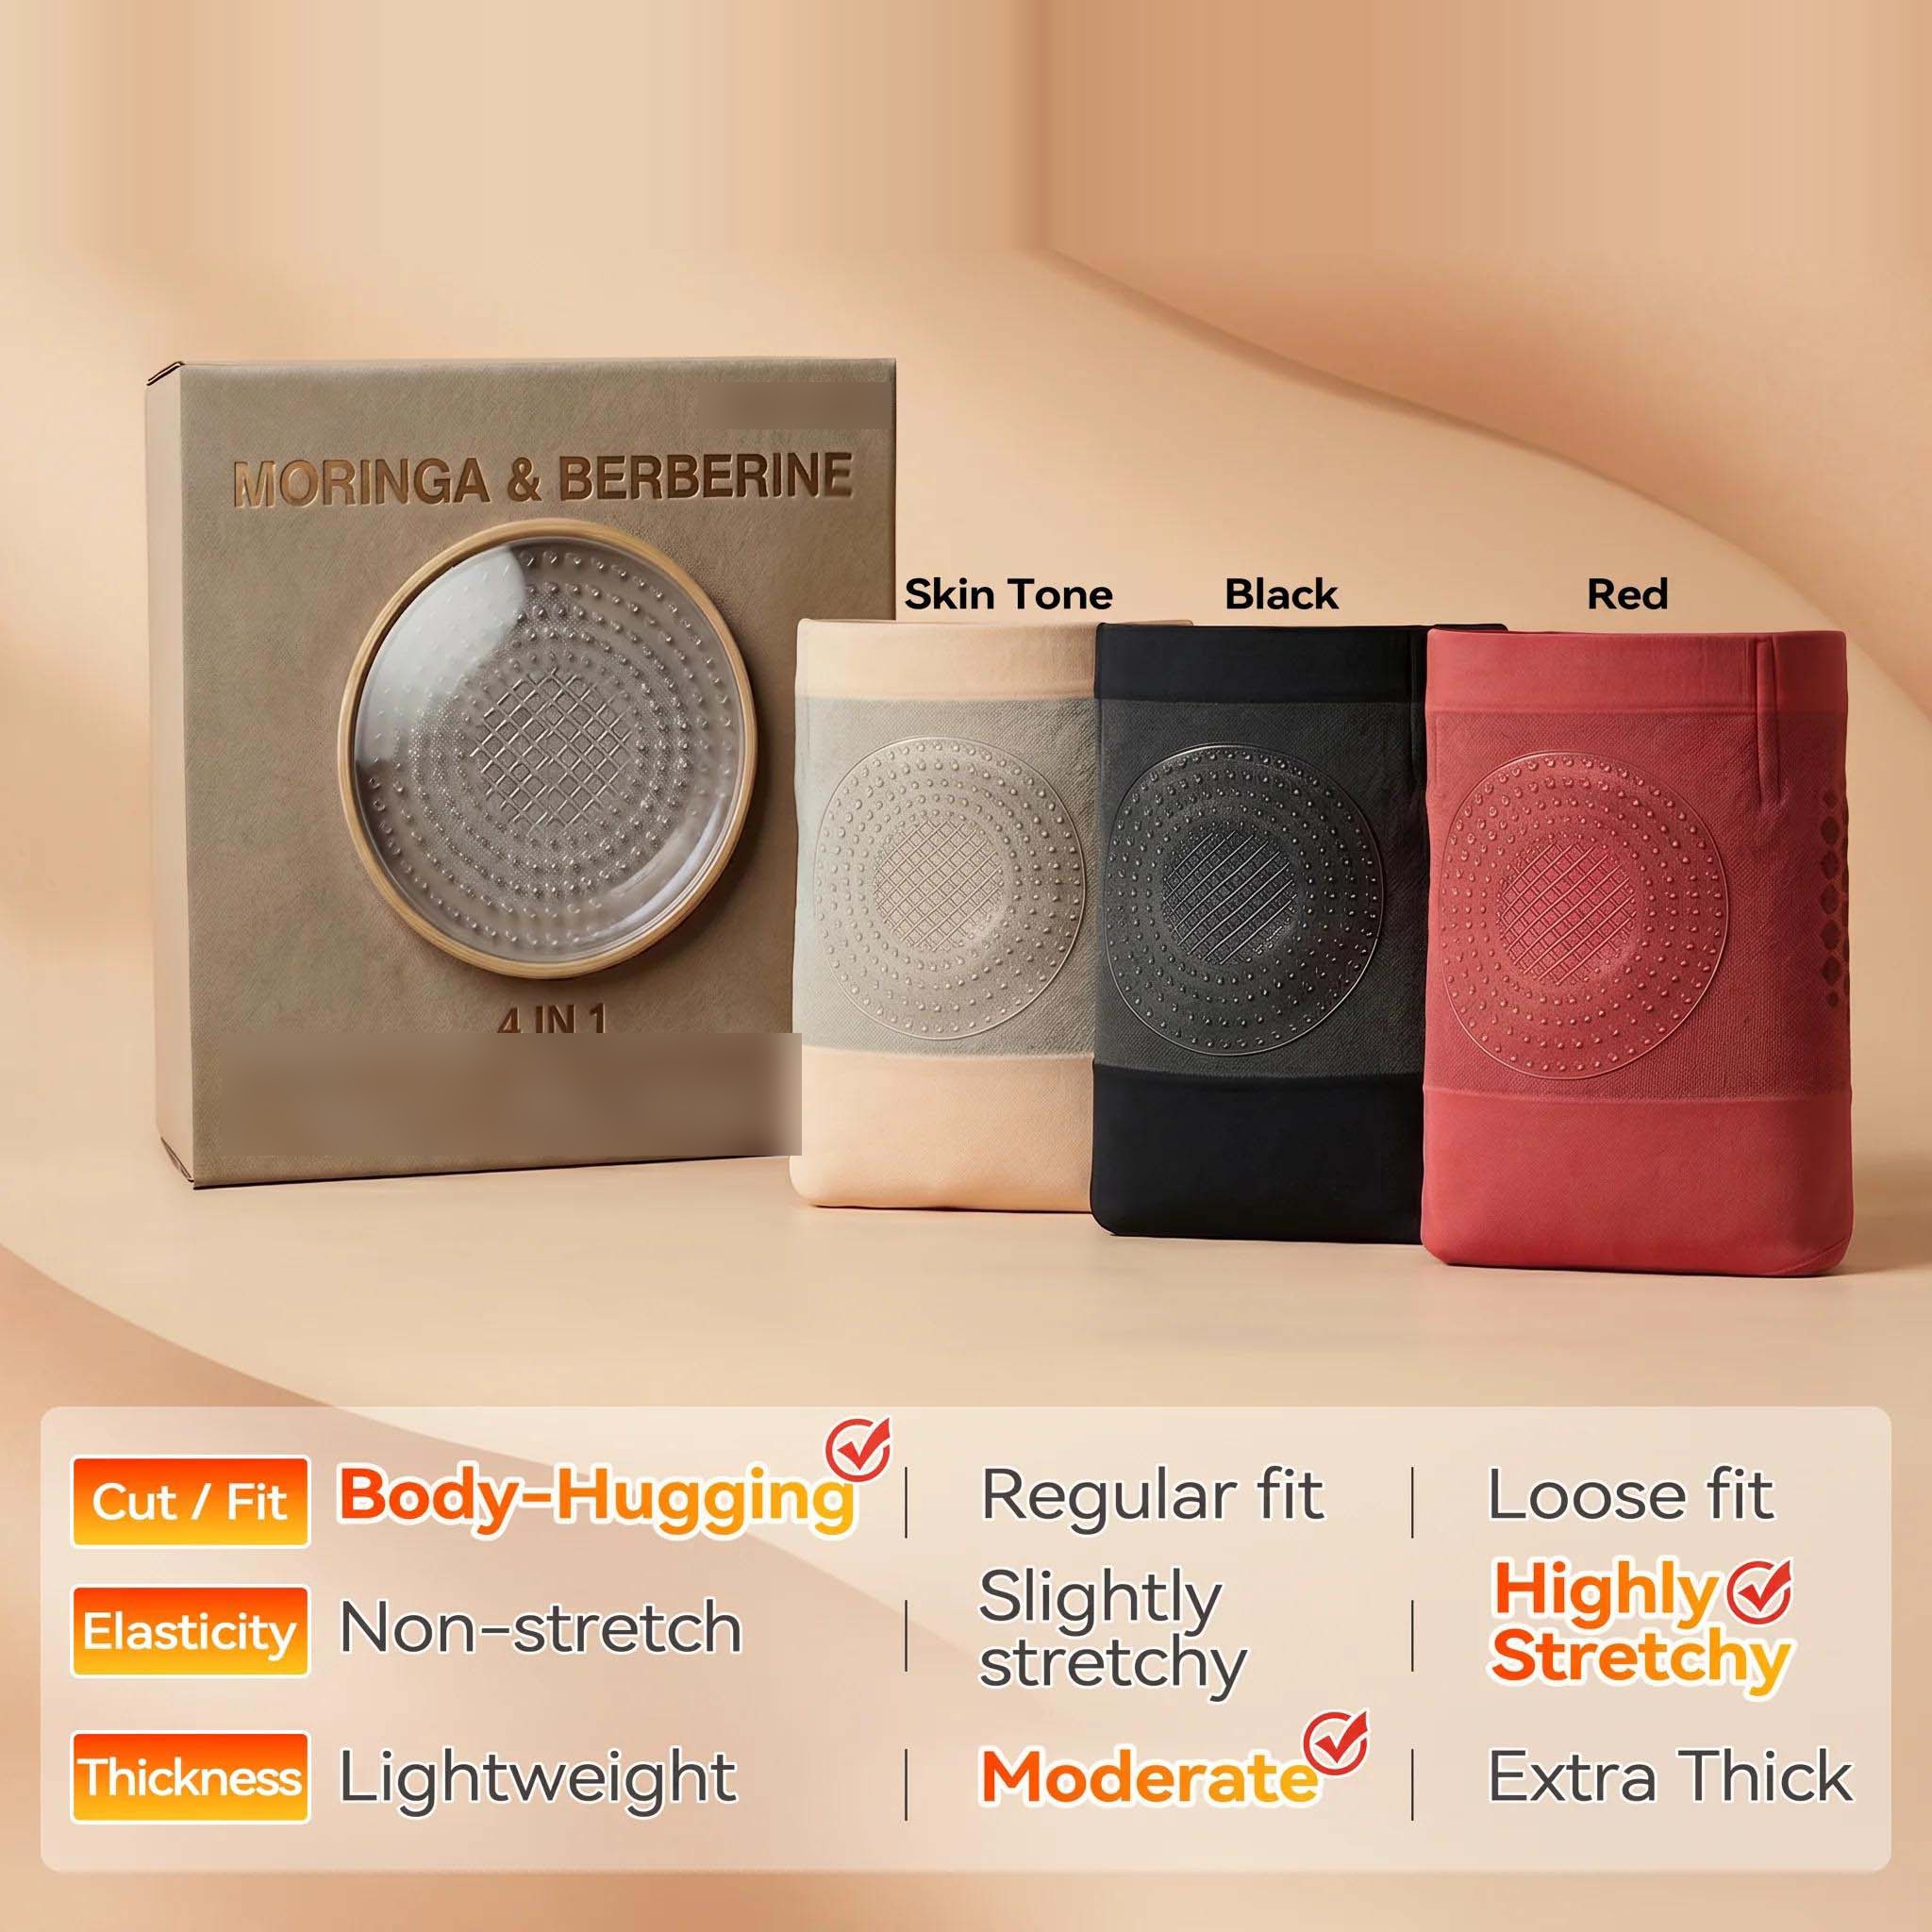 MORINGA & BERBERINE
4 IN 1
Skin Tone
Black
Red
Cut / Fit
Body-Hugging
Regular fit
Loose fit
Elasticity
Non-stretch
Slightly
stretchy
Highly
Stretchy
Thickness
Lightweight
Moderate
Extra Thick